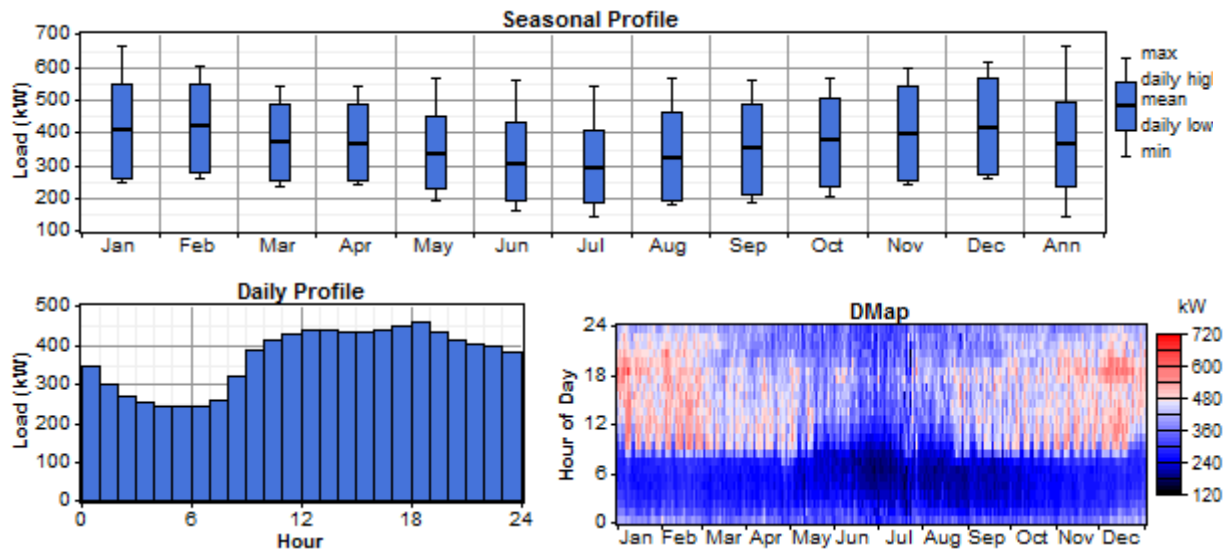 Seasonal Profile
700
600
500
400
300
200
100
Load (kW)
Jan Feb Mar Apr May Jun Jul Aug Sep Oct Nov Dec Ann
max
daily high
mean
daily low
min
Daily Profile
500
400
300
200
100
0
Load (kW)
0 6 12 18 24
Hour
DMap
24
18
12
6
0
Hour of Day
Jan Feb Mar Apr May Jun Jul Aug Sep Oct Nov Dec
kW
720
600
480
360
240
120